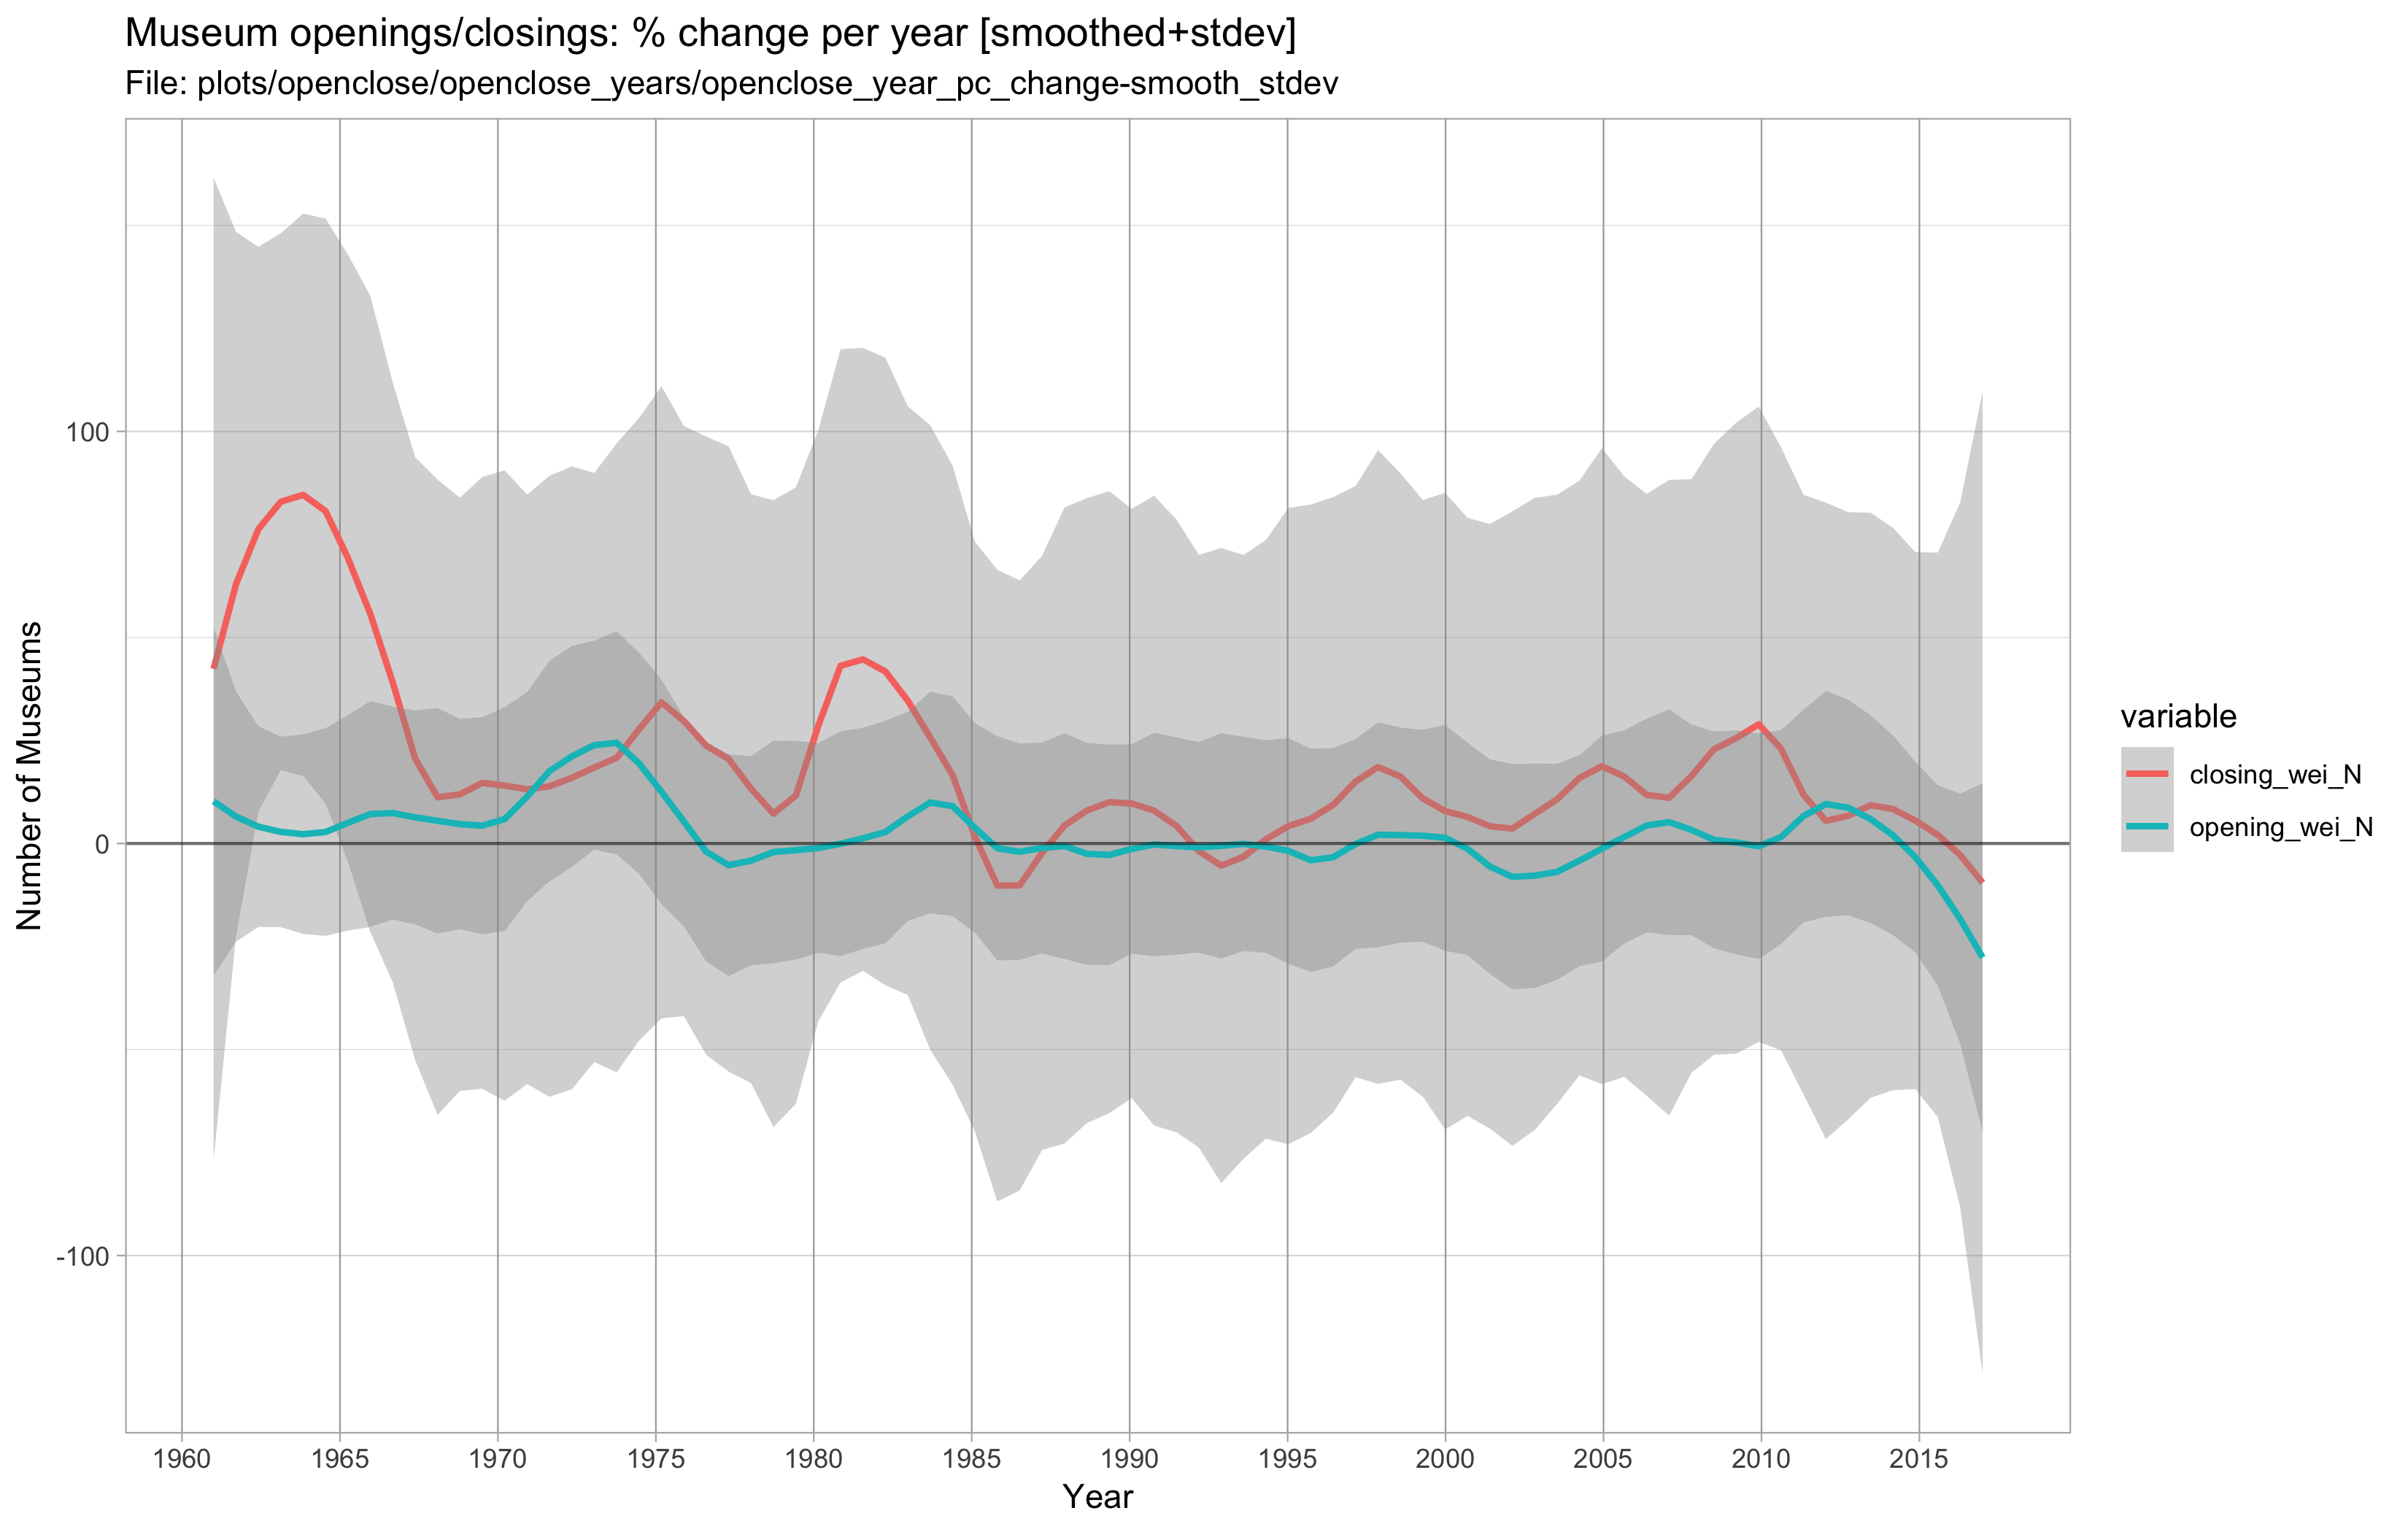 Museum openings/closings: % change per year [smoothed+stdev]
File: plots/openclose/openclose_years/openclose_year_pc_change-smooth_stdev
Number of Museums
100
0
-100
1960 1965 1970 1975 1980 1985 1990 1995 2000 2005 2010 2015
Year
variable
closing_wei_N
opening_wei_N